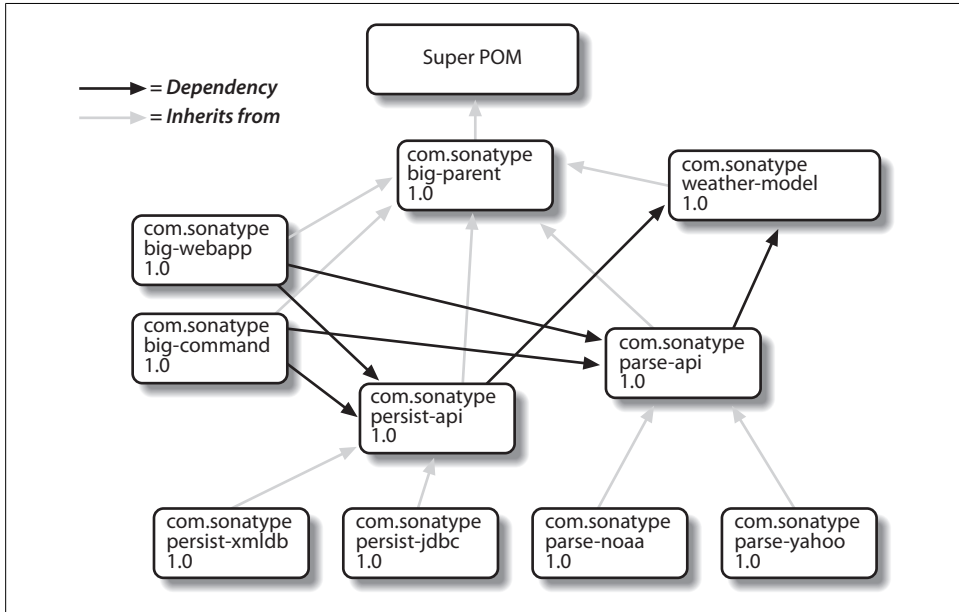 Super POM
= Dependency
= Inherits from
com.sonatype
big-parent
1.0
com.sonatype
weather-model
1.0
com.sonatype
big-webapp
1.0
com.sonatype
big-command
1.0
com.sonatype
parse-api
1.0
com.sonatype
persist-api
1.0
com.sonatype
persist-xmldb
1.0
com.sonatype
persist-jdbc
1.0
com.sonatype
parse-noaa
1.0
com.sonatype
parse-yahoo
1.0